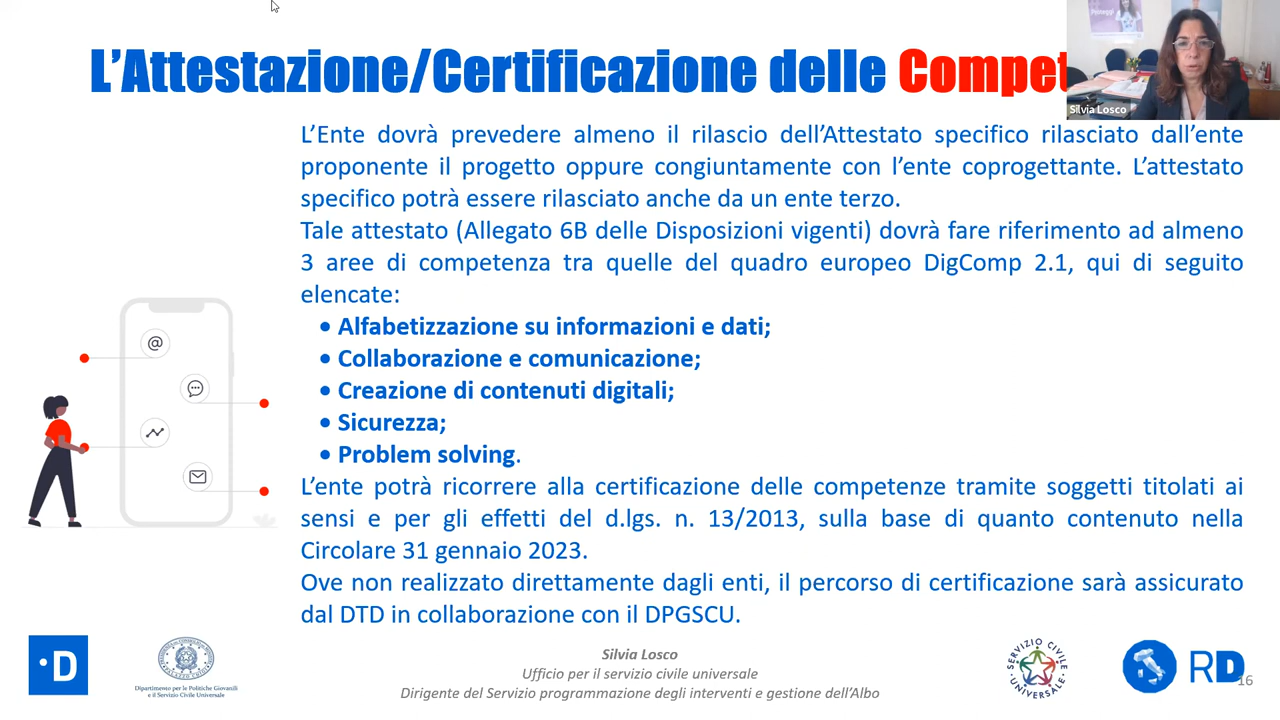 L'Attestazione/Certificazione delle Compet
Silvia Losco
L'Ente dovrà prevedere almeno il rilascio dell'Attestato specifico rilasciato dall'ente
proponente il progetto oppure congiuntamente con l'ente coprogettante. L'attestato
specifico potrà essere rilasciato anche da un ente terzo.
Tale attestato (Allegato 6B delle Disposizioni vigenti) dovrà fare riferimento ad almeno
3 aree di competenza tra quelle del quadro europeo DigComp 2.1, qui di seguito
elencate:
• Alfabetizzazione su informazioni e dati;
• Collaborazione e comunicazione;
• Creazione di contenuti digitali;
• Sicurezza;
• Problem solving.
L'ente potrà ricorrere alla certificazione delle competenze tramite soggetti titolati ai
sensi e per gli effetti del d.lgs. n. 13/2013, sulla base di quanto contenuto nella
Circolare 31 gennaio 2023.
Ove non realizzato direttamente dagli enti, il percorso di certificazione sarà assicurato
dal DTD in collaborazione con il DPGSCU.
@
·D
Dipartimento per le Politiche Giovanili
e il Servizio Civile Universale
Silvia Losco
Ufficio per il servizio civile universale
Dirigente del Servizio programmazione degli interventi e gestione dell'Albo
SERVIZIO CIVILE
UNIVERSALE
RD
16